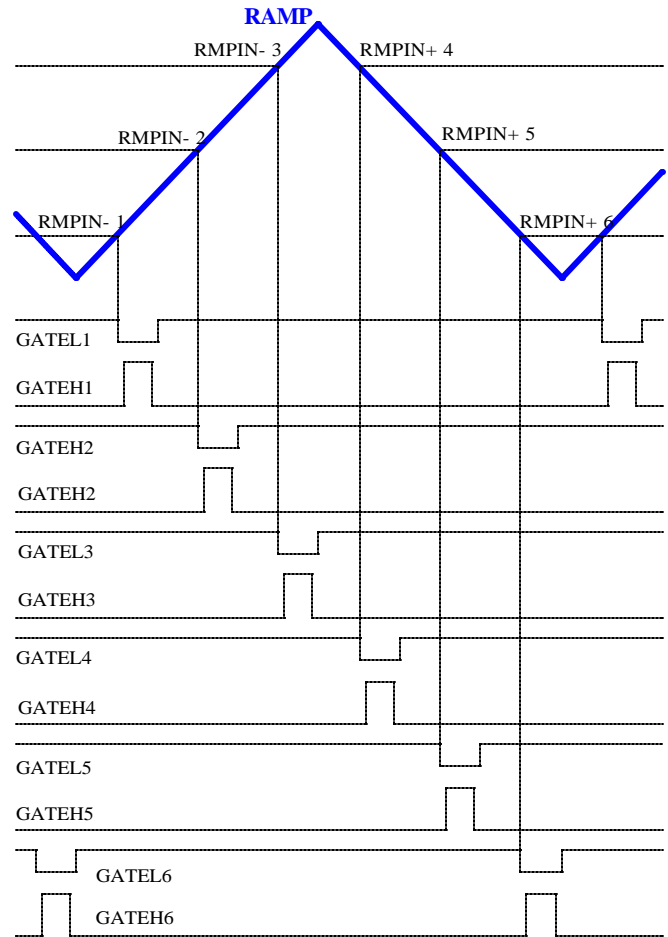 RAMP
RMPIN- 3
RMPIN+ 4
RMPIN- 2
RMPIN+ 5
RMPIN- 1
RMPIN+ 6
GATEL1
GATEH1
GATEH2
GATEH2
GATEL3
GATEH3
GATEL4
GATEH4
GATEL5
GATEH5
GATEL6
GATEH6